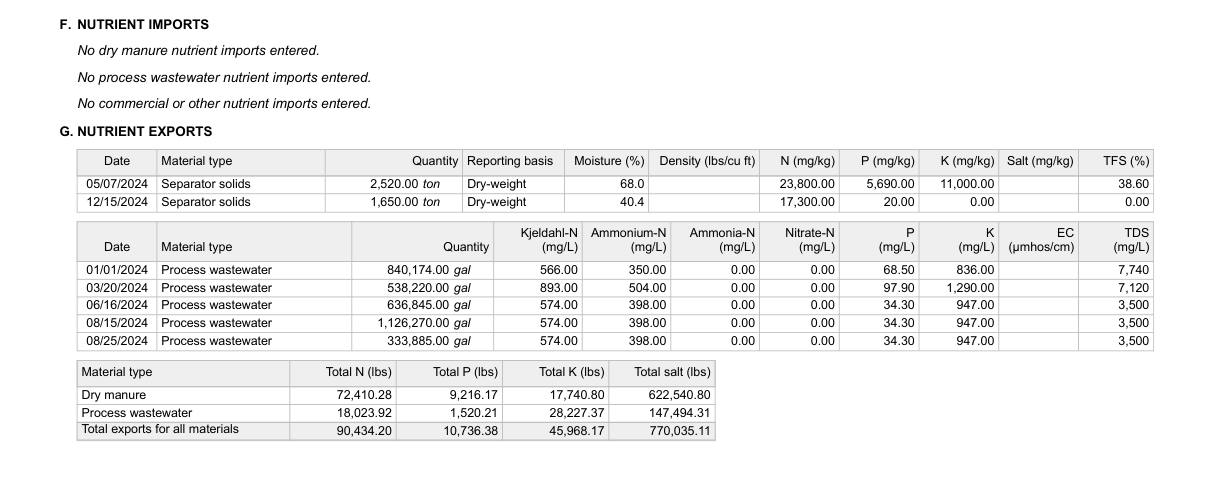 F. NUTRIENT IMPORTS
No dry manure nutrient imports entered.
No process wastewater nutrient imports entered.
No commercial or other nutrient imports entered.
G. NUTRIENT EXPORTS
Date Material type Quantity Reporting basis Moisture (%) Density (lbs/cu ft) N (mg/kg) P (mg/kg) K (mg/kg) Salt (mg/kg) TFS (%)
05/07/2024 Separator solids 2,520.00 ton Dry-weight 68.0 23,800.00 5,690.00 11,000.00 38.60
12/15/2024 Separator solids 1,650.00 ton Dry-weight 40.4 17,300.00 20.00 0.00 0.00
Kjeldahl-N Ammonium-N Ammonia-N Nitrate-N P K EC TDS
Date Material type Quantity (mg/L) (mg/L) (mg/L) (mg/L) (mg/L) (mg/L) (µmhos/cm) (mg/L)
01/01/2024 Process wastewater 840,174.00 gal 566.00 350.00 0.00 0.00 68.50 836.00 7,740
03/20/2024 Process wastewater 538,220.00 gal 893.00 504.00 0.00 0.00 97.90 1,290.00 7,120
06/16/2024 Process wastewater 636,845.00 gal 574.00 398.00 0.00 0.00 34.30 947.00 3,500
08/15/2024 Process wastewater 1,126,270.00 gal 574.00 398.00 0.00 0.00 34.30 947.00 3,500
08/25/2024 Process wastewater 333,885.00 gal 574.00 398.00 0.00 0.00 34.30 947.00 3,500
Material type Total N (lbs) Total P (lbs) Total K (lbs) Total salt (lbs)
Dry manure 72,410.28 9,216.17 17,740.80 622,540.80
Process wastewater 18,023.92 1,520.21 28,227.37 147,494.31
Total exports for all materials 90,434.20 10,736.38 45,968.17 770,035.11